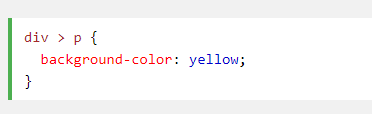 div > p {
  background-color: yellow;
}